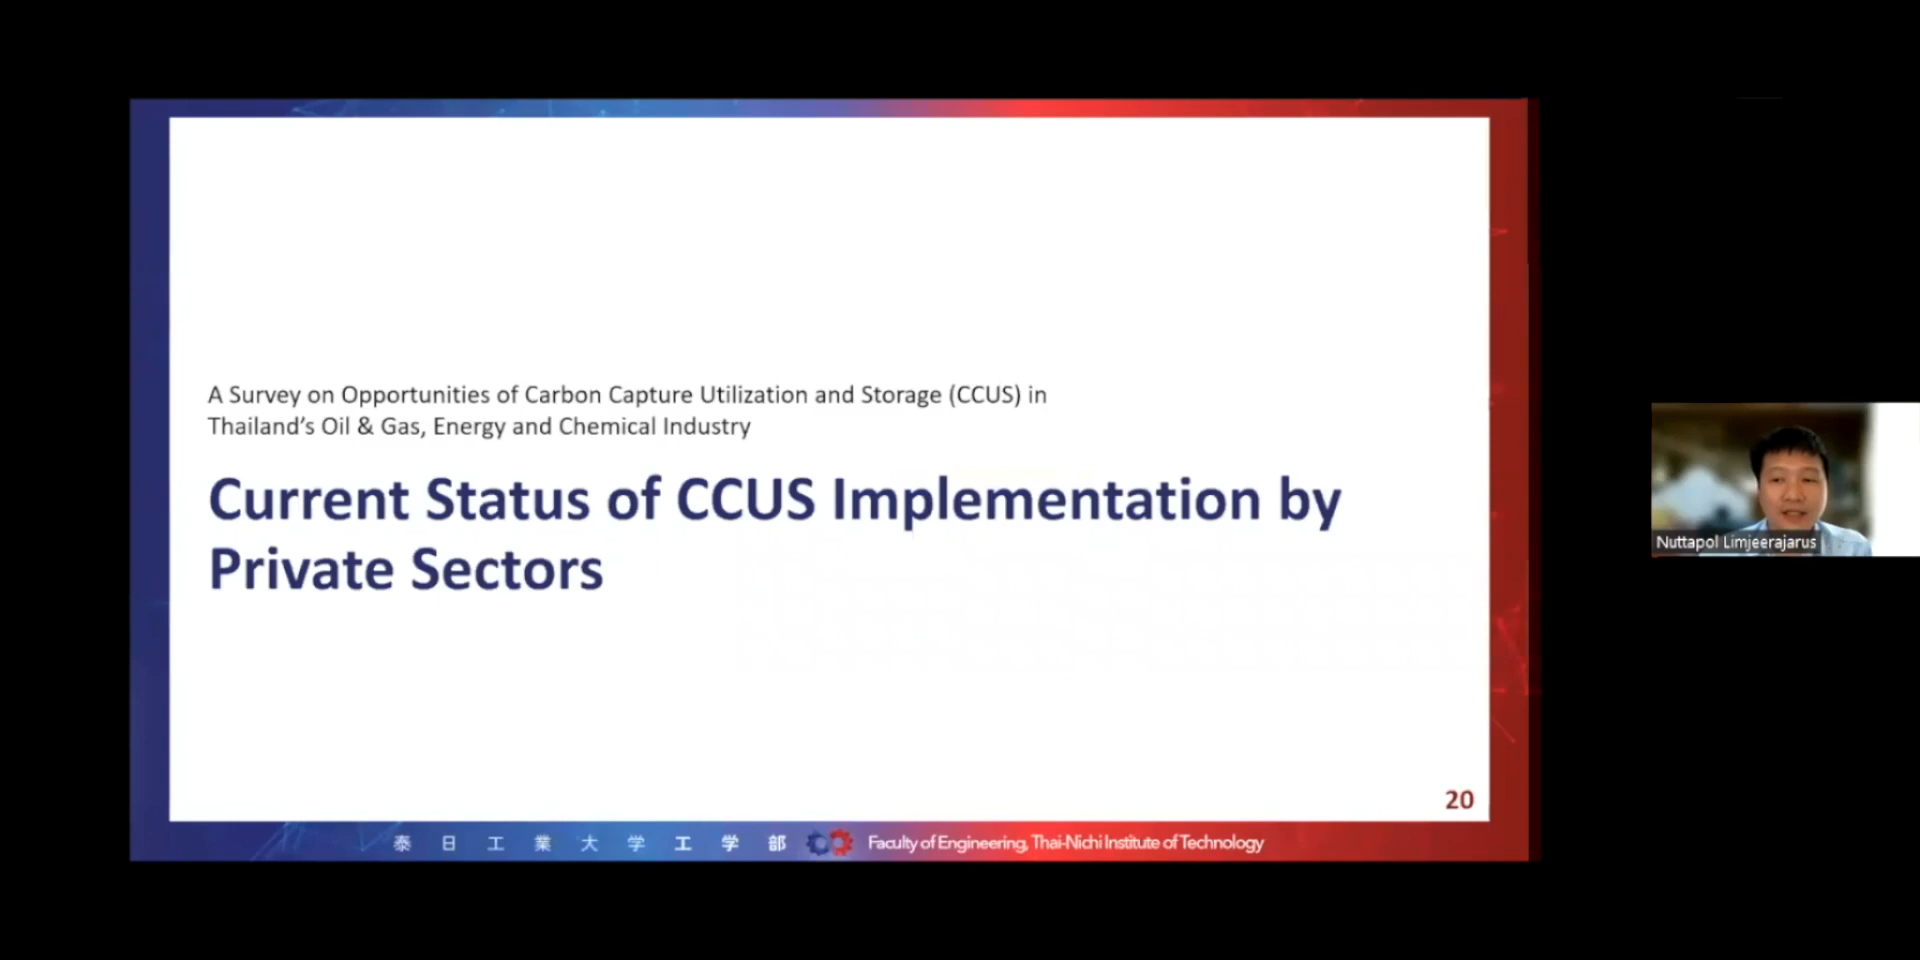 A Survey on Opportunities of Carbon Capture Utilization and Storage (CCUS) in
Thailand’s Oil & Gas, Energy and Chemical Industry
Current Status of CCUS Implementation by
Private Sectors
20
泰 日 工 業 大 学 工 学 部 Faculty of Engineering, Thai-Nichi Institute of Technology
Nuttapol Limjeerajarus